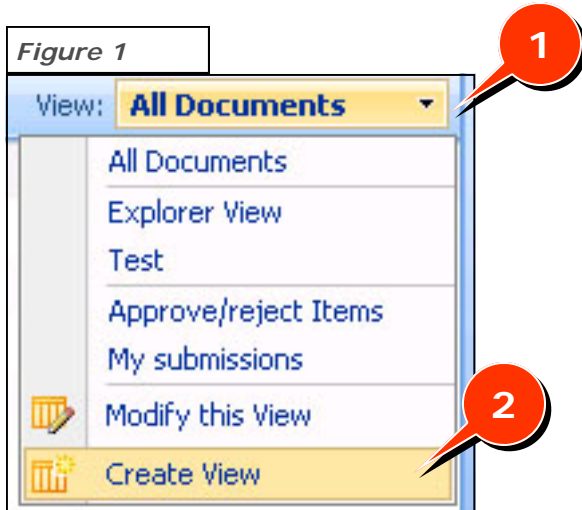 Figure 1
1
View: All Documents
All Documents
Explorer View
Test
Approve/reject Items
My submissions
Modify this View
2
Create View